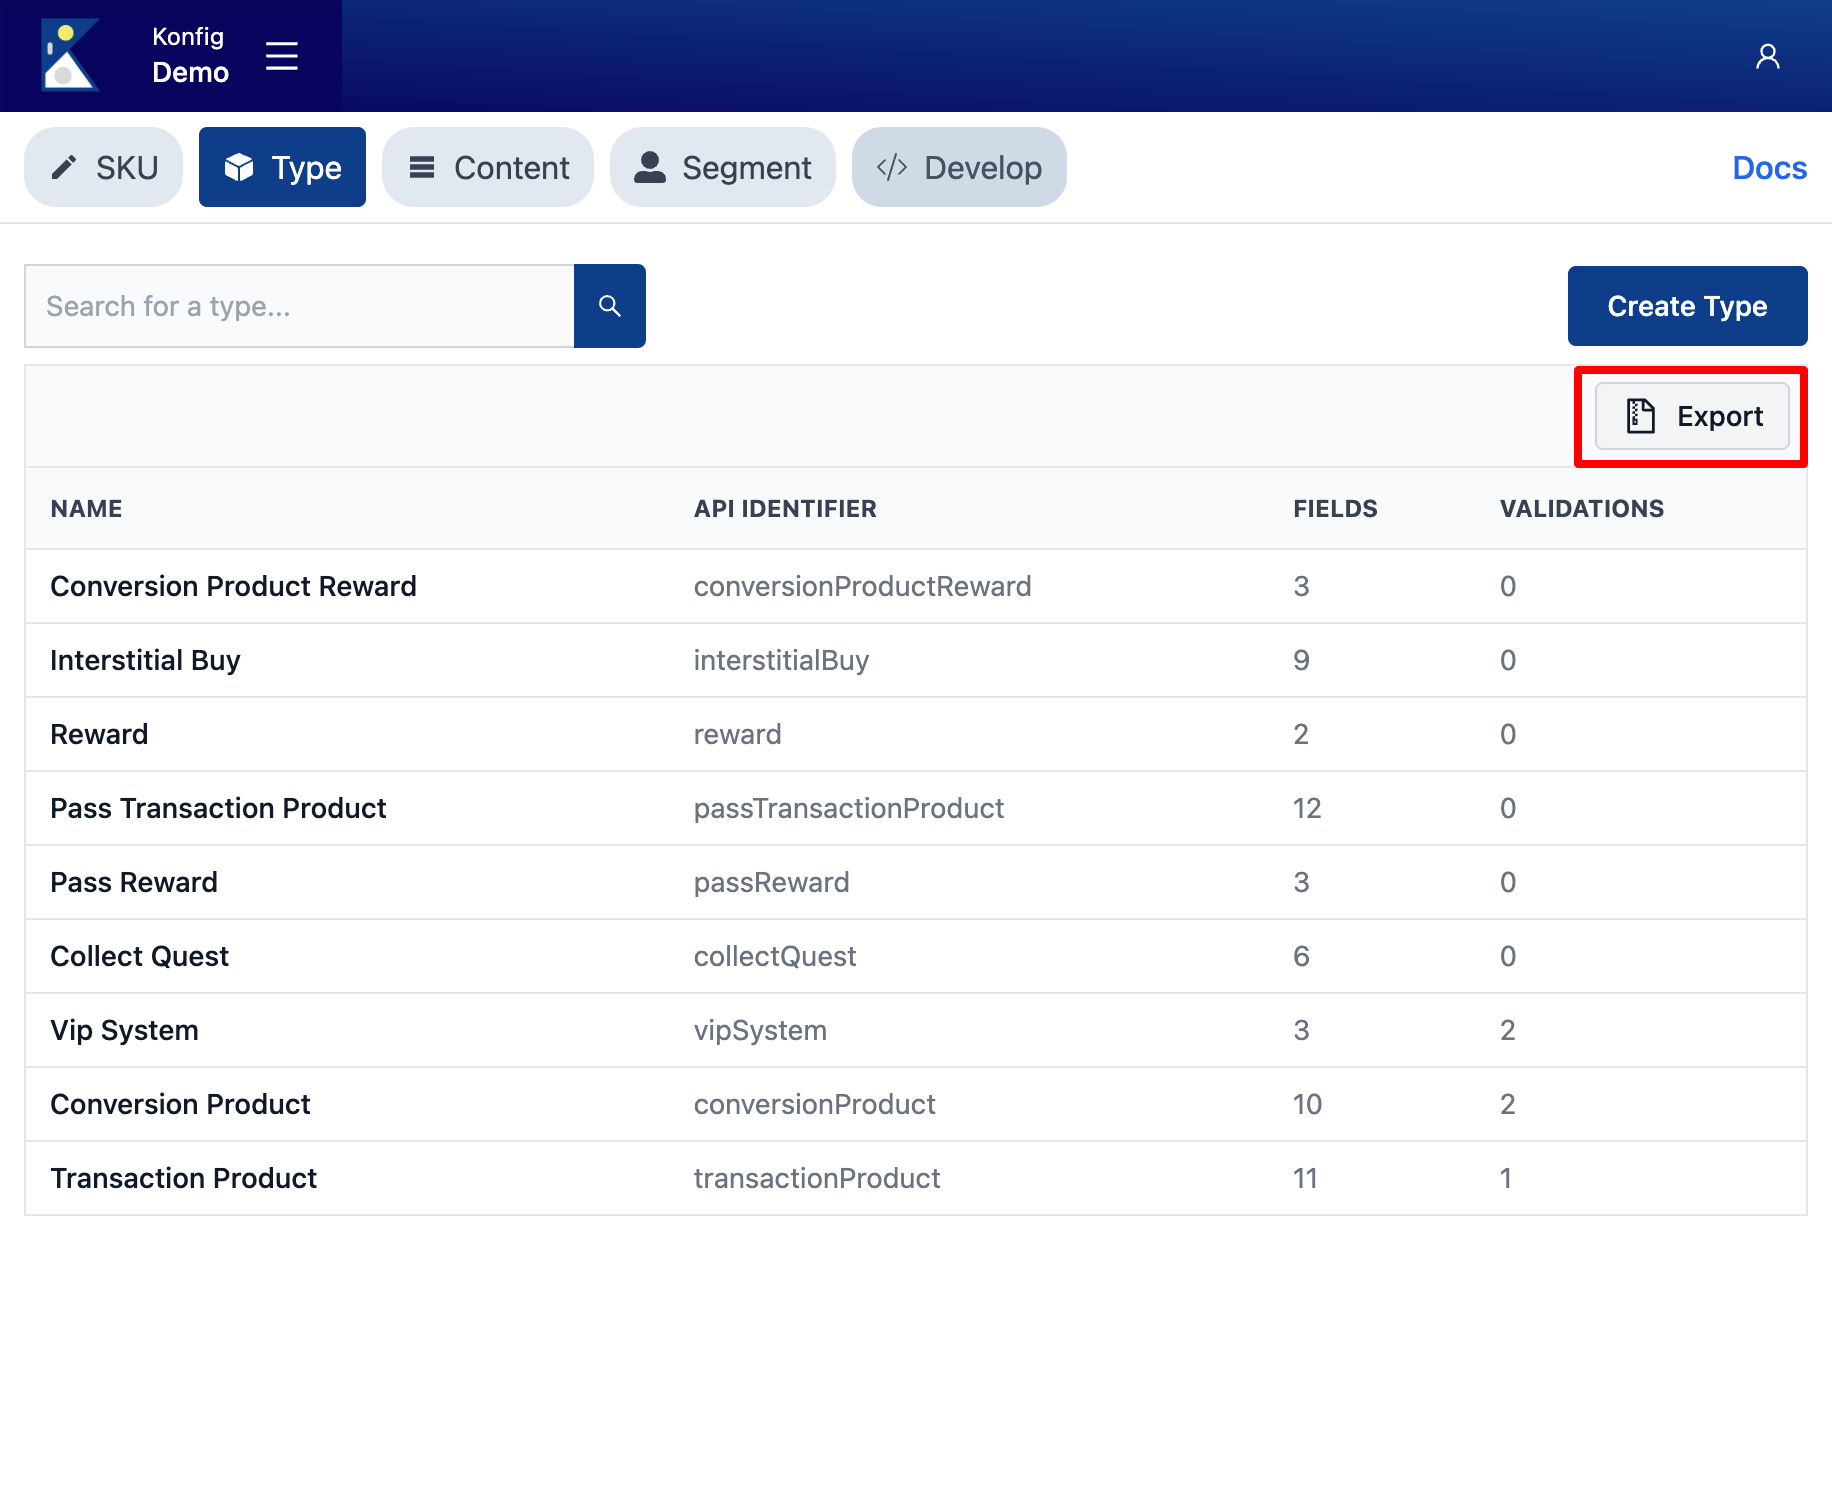 Konfig
Demo
SKU
Type
Content
Segment
</> Develop
Docs
Search for a type...
Create Type
Export
NAME API IDENTIFIER FIELDS VALIDATIONS
Conversion Product Reward conversionProductReward 3 0
Interstitial Buy interstitialBuy 9 0
Reward reward 2 0
Pass Transaction Product passTransactionProduct 12 0
Pass Reward passReward 3 0
Collect Quest collectQuest 6 0
Vip System vipSystem 3 2
Conversion Product conversionProduct 10 2
Transaction Product transactionProduct 11 1